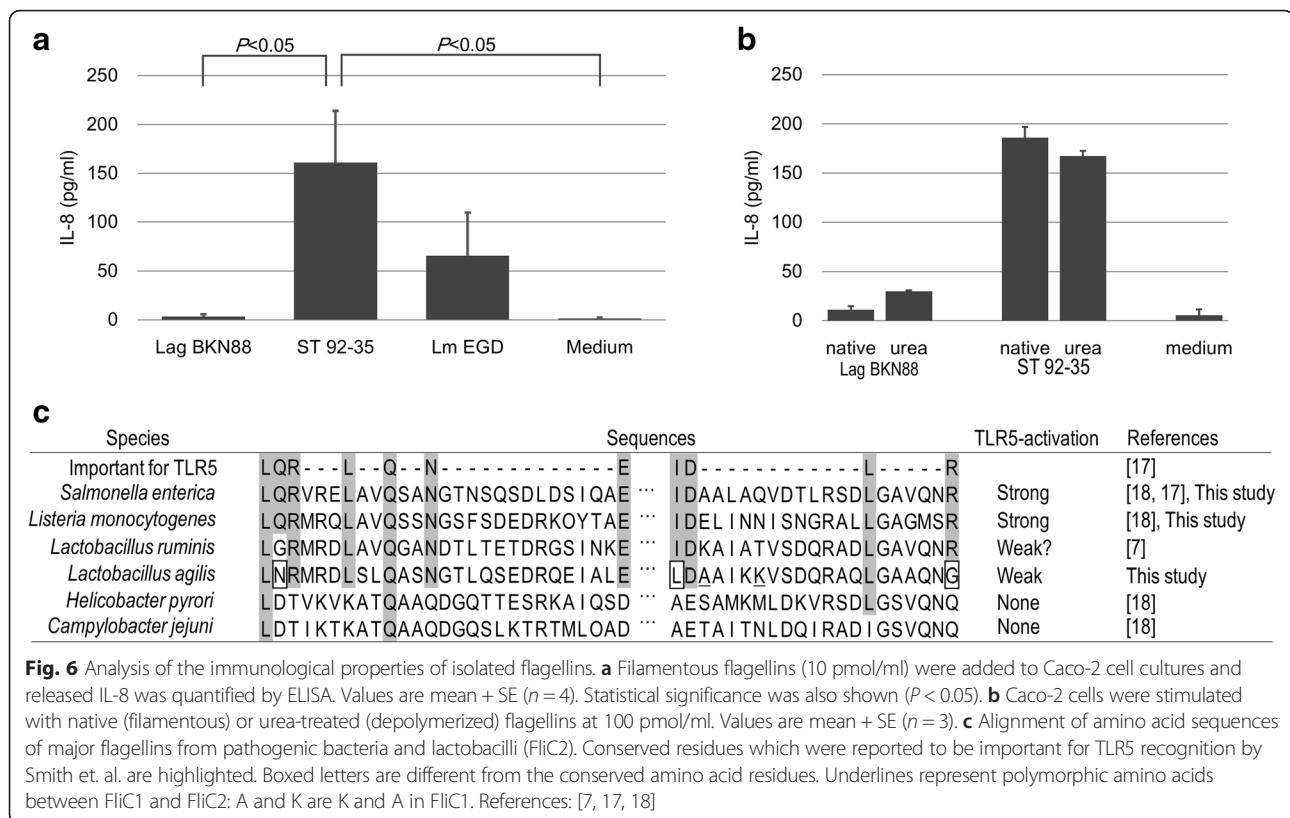 a
P<0.05
P<0.05
250
200
150
100
50
0
IL-8 (pg/ml)
Lag BKN88 ST 92-35 Lm EGD Medium
b
250
200
150
100
50
0
IL-8 (pg/ml)
native urea native urea medium
Lag BKN88 ST 92-35
c
Species Sequences TLR5-activation References
Important for TLR5 LQR---L--Q--N------------E ID-----------L-----R [17]
Salmonella enterica LQRVRELAVQSANGTNSQSDLDSIQAE ··· IDAALAQVDTLRSDLGAVQNR Strong [18, 17], This study
Listeria monocytogenes LQRMRQLAVQSSNGSFSDEDRKOYTAE ··· IDELINNISNGRALLGAGMSR Strong [18], This study
Lactobacillus ruminis LGRMRDLAVQGANDTLTETDRGSINKE ··· IDKAIATVSDQRADLGAVQNR Weak? [7]
Lactobacillus agilis LNRMRDLSLQASNGTLQSEDRQEIALE ··· LDAAIKKVSDQRAQLGAAQNG Weak This study
Helicobacter pyrori LDTVKVKATQAAQDGQTTESRKAIQSD ··· AESAMKMLDKVRSDLGSVQNQ None [18]
Campylobacter jejuni LDTIKTKATQAAQDGQSLKTRTMLOAD ··· AETAITNLDQIRADIGSVQNQ None [18]
Fig. 6 Analysis of the immunological properties of isolated flagellins. a Filamentous flagellins (10 pmol/ml) were added to Caco-2 cell cultures and
released IL-8 was quantified by ELISA. Values are mean + SE (n = 4). Statistical significance was also shown (P < 0.05). b Caco-2 cells were stimulated
with native (filamentous) or urea-treated (depolymerized) flagellins at 100 pmol/ml. Values are mean + SE (n = 3). c Alignment of amino acid sequences
of major flagellins from pathogenic bacteria and lactobacilli (FliC2). Conserved residues which were reported to be important for TLR5 recognition by
Smith et. al. are highlighted. Boxed letters are different from the conserved amino acid residues. Underlines represent polymorphic amino acids
between FliC1 and FliC2: A and K are K and A in FliC1. References: [7, 17, 18]